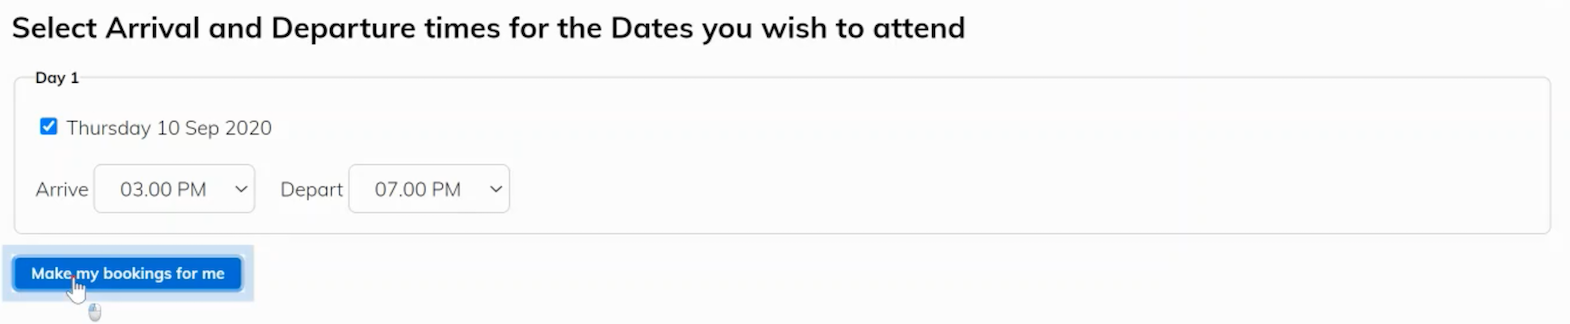 Select Arrival and Departure times for the Dates you wish to attend
Day 1
Thursday 10 Sep 2020
Arrive 03.00 PM Depart 07.00 PM
Make my bookings for me